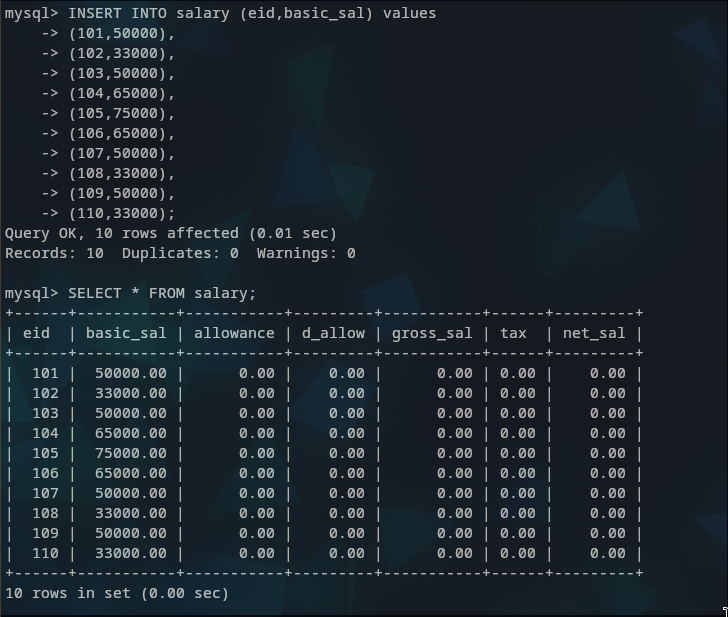 mysql> INSERT INTO salary (eid,basic_sal) values
    -> (101,50000),
    -> (102,33000),
    -> (103,50000),
    -> (104,65000),
    -> (105,75000),
    -> (106,65000),
    -> (107,50000),
    -> (108,33000),
    -> (109,50000),
    -> (110,33000);
Query OK, 10 rows affected (0.01 sec)
Records: 10  Duplicates: 0  Warnings: 0

mysql> SELECT * FROM salary;
+------+-----------+-----------+---------+-----------+------+---------+
| eid  | basic_sal | allowance | d_allow | gross_sal | tax  | net_sal |
+------+-----------+-----------+---------+-----------+------+---------+
|  101 |  50000.00 |      0.00 |    0.00 |      0.00 | 0.00 |    0.00 |
|  102 |  33000.00 |      0.00 |    0.00 |      0.00 | 0.00 |    0.00 |
|  103 |  50000.00 |      0.00 |    0.00 |      0.00 | 0.00 |    0.00 |
|  104 |  65000.00 |      0.00 |    0.00 |      0.00 | 0.00 |    0.00 |
|  105 |  75000.00 |      0.00 |    0.00 |      0.00 | 0.00 |    0.00 |
|  106 |  65000.00 |      0.00 |    0.00 |      0.00 | 0.00 |    0.00 |
|  107 |  50000.00 |      0.00 |    0.00 |      0.00 | 0.00 |    0.00 |
|  108 |  33000.00 |      0.00 |    0.00 |      0.00 | 0.00 |    0.00 |
|  109 |  50000.00 |      0.00 |    0.00 |      0.00 | 0.00 |    0.00 |
|  110 |  33000.00 |      0.00 |    0.00 |      0.00 | 0.00 |    0.00 |
+------+-----------+-----------+---------+-----------+------+---------+
10 rows in set (0.00 sec)